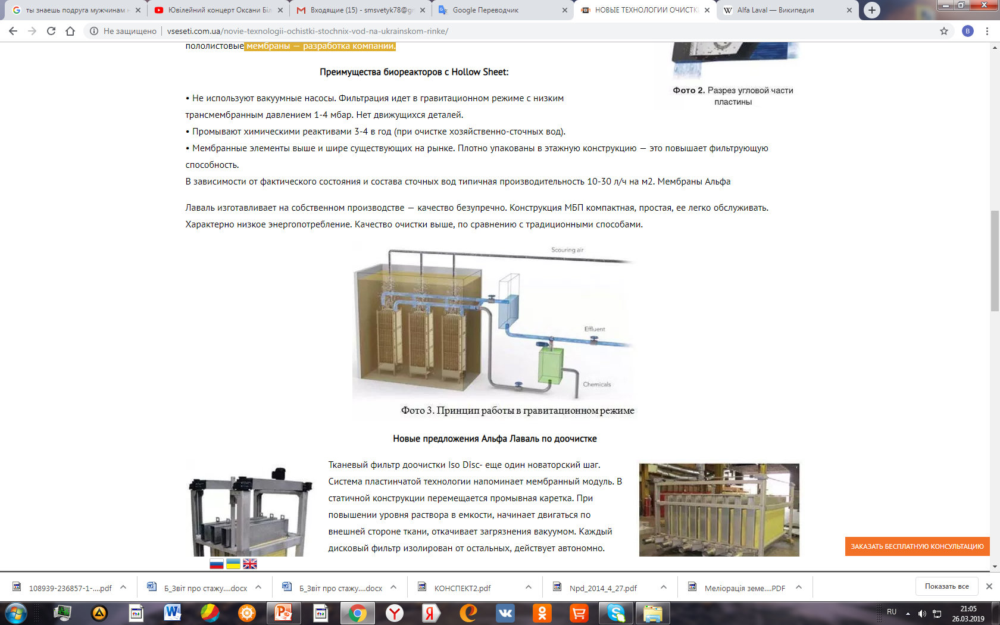 ты знаешь подруга мужчинам н
Ювілейний концерт Оксани Біл
Входящие (15) - smsvetyk78@gm
Google Переводчик
НОВЫЕ ТЕХНОЛОГИИ ОЧИСТКИ
Alfa Laval — Википедия
Не защищено
vseseti.com.ua/novie-texnologii-ochistki-stochnix-vod-na-ukrainskom-rinke/
В
пололистовые мембраны — разработка компании.
Преимущества биореакторов с Hollow Sheet:
• Не используют вакуумные насосы. Фильтрация идет в гравитационном режиме с низким
трансмембранным давлением 1-4 мбар. Нет движущихся деталей.
• Промывают химическими реактивами 3-4 в год (при очистке хозяйственно-сточных вод).
• Мембранные элементы выше и шире существующих на рынке. Плотно упакованы в этажную конструкцию — это повышает фильтрующую
способность.
В зависимости от фактического состояния и состава сточных вод типичная производительность 10-30 л/ч на м2. Мембраны Альфа
Фото 2. Разрез угловой части
пластины
Лаваль изготавливает на собственном производстве — качество безупречно. Конструкция МБП компактная, простая, ее легко обслуживать.
Характерно низкое энергопотребление. Качество очистки выше, по сравнению с традиционными способами.
Scouring air
Effluent
Chemicals
Фото 3. Принцип работы в гравитационном режиме
Новые предложения Альфа Лаваль по доочистке
Тканевый фильтр доочистки Iso Disc- еще один новаторский шаг.
Система пластинчатой технологии напоминает мембранный модуль. В
статичной конструкции перемещается промывная каретка. При
повышении уровня раствора в емкости, начинает двигаться по
внешней стороне ткани, откачивает загрязнения вакуумом. Каждый
дисковый фильтр изолирован от остальных, действует автономно.
ЗАКАЗАТЬ БЕСПЛАТНУЮ КОНСУЛЬТАЦИЮ
108939-236857-1-....pdf
Б_Звіт про стажу....docx
Б_Звіт про стажу....docx
КОНСПЕКТ2.pdf
Npd_2014_4_27.pdf
Меліорація земе....PDF
Показать все
RU
21:05
26.03.2019